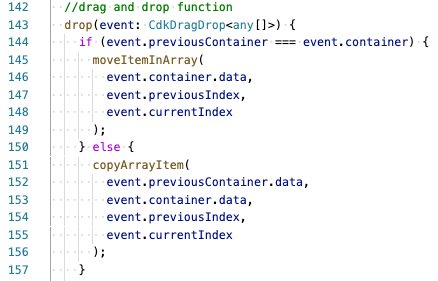 142 //drag and drop function
143 drop(event: CdkDragDrop<any[]>) {
144 if (event.previousContainer === event.container) {
145 moveItemInArray(
146 event.container.data,
147 event.previousIndex,
148 event.currentIndex
149 );
150 } else {
151 copyArrayItem(
152 event.previousContainer.data,
153 event.container.data,
154 event.previousIndex,
155 event.currentIndex
156 );
157 }